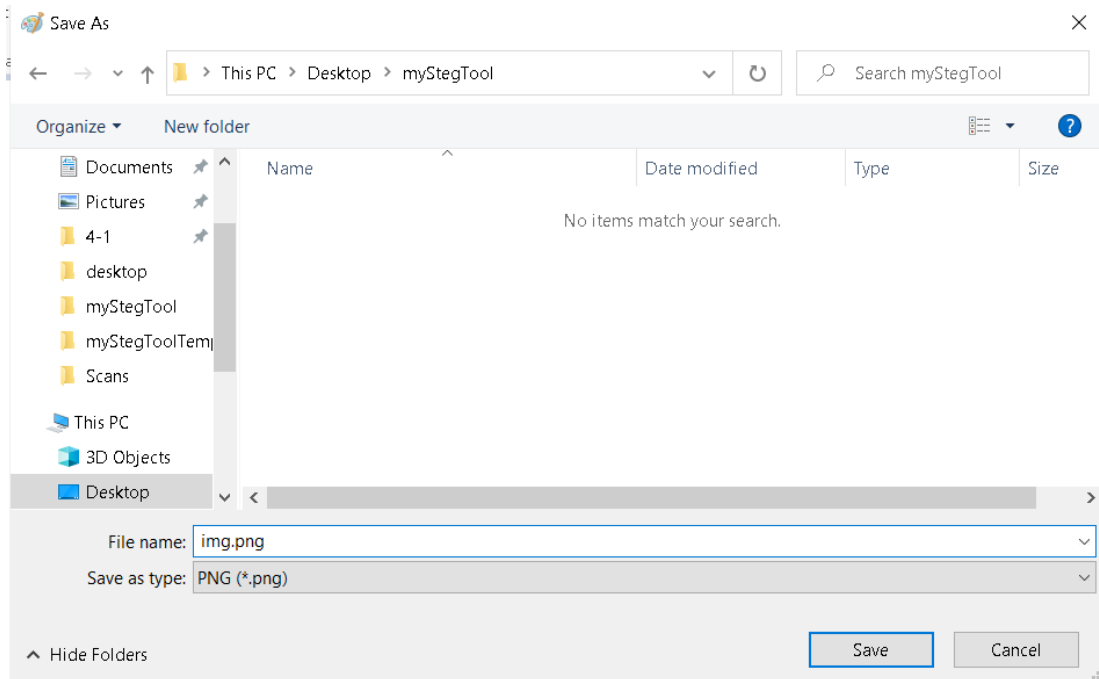 Save As
This PC > Desktop > myStegTool
Search myStegTool
Organize
New folder
?
Name
Date modified
Type
Size
No items match your search.
Documents
Pictures
4-1
desktop
myStegTool
myStegToolTem
Scans
This PC
3D Objects
Desktop
File name: img.png
Save as type: PNG (*.png)
Hide Folders
Save
Cancel